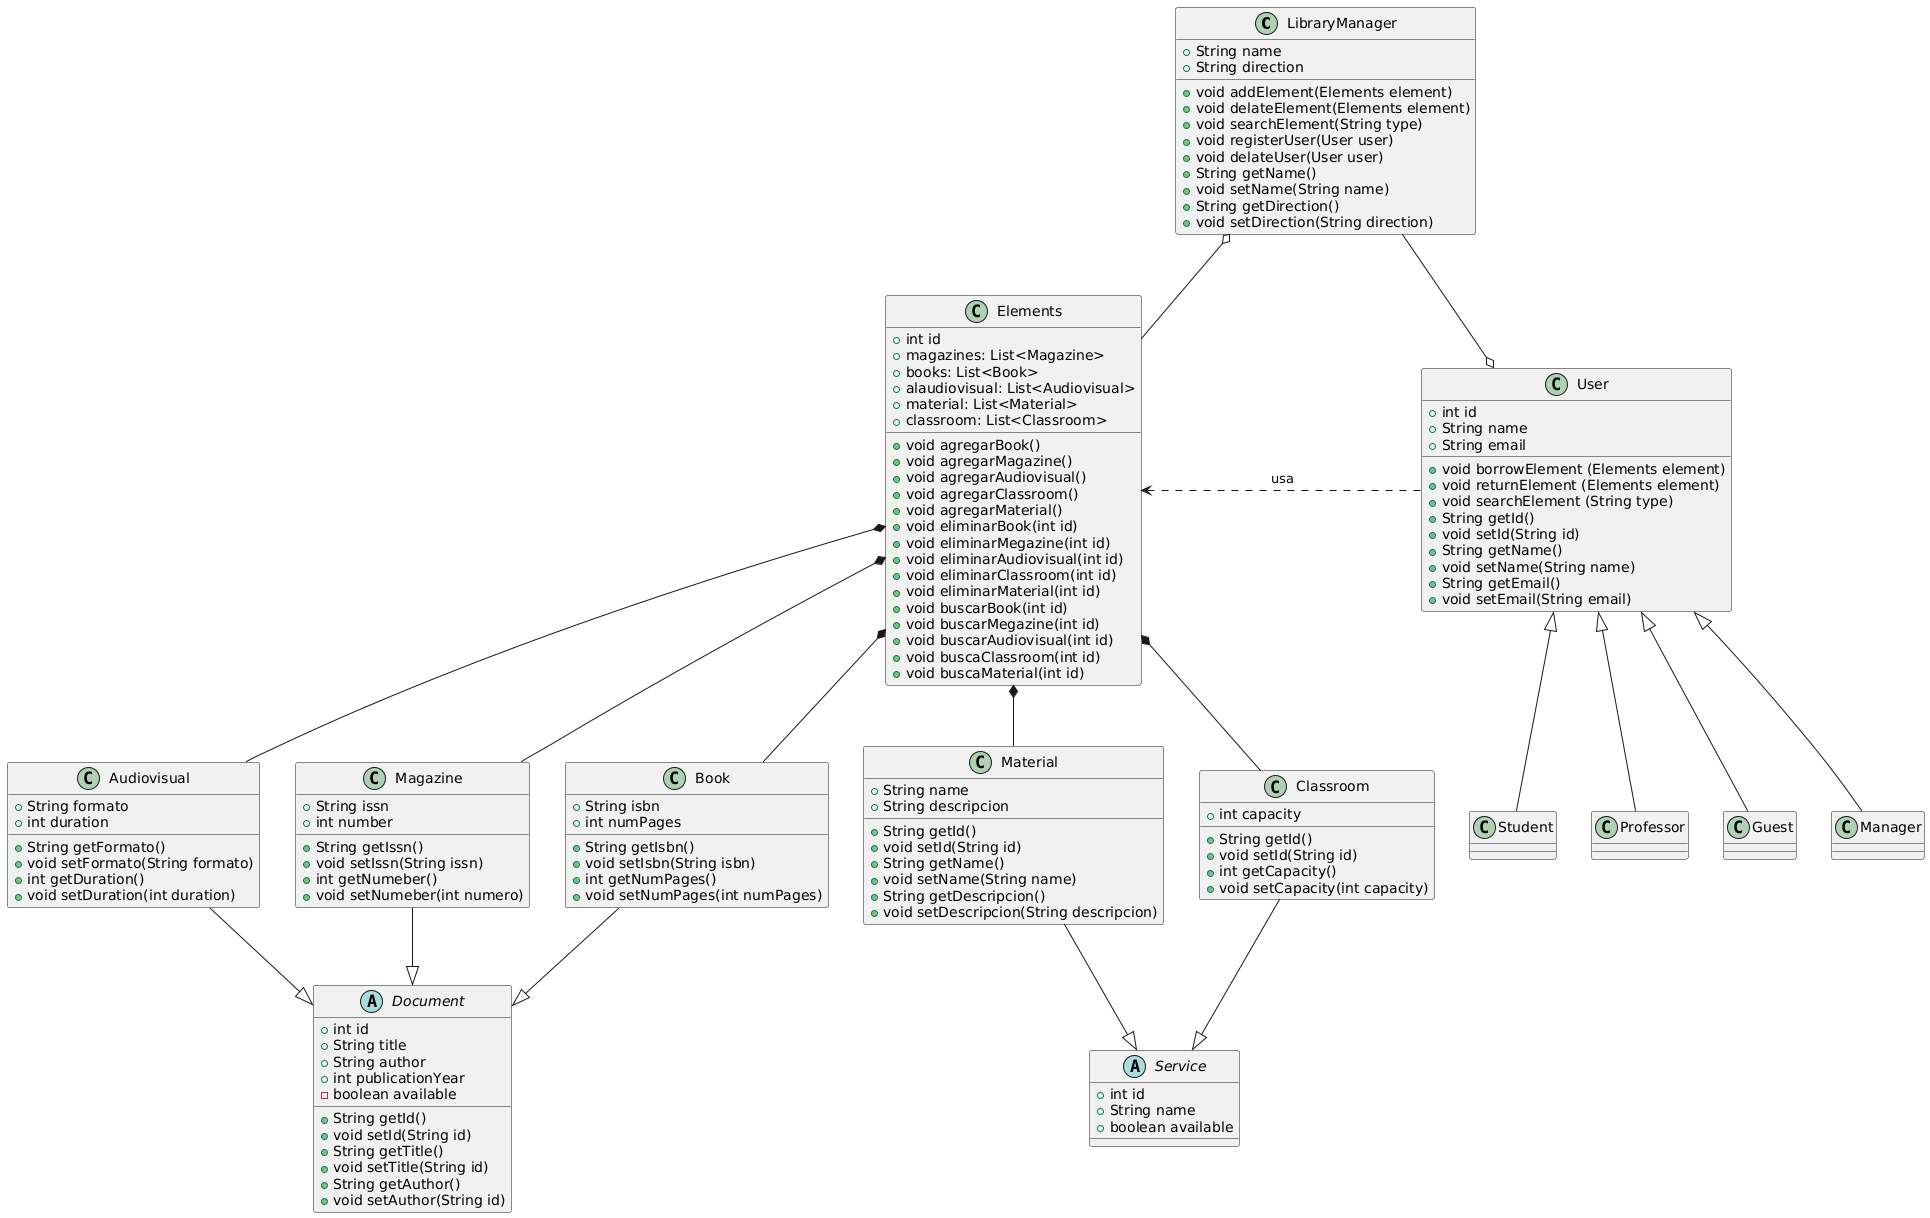 C LibraryManager
String name
String direction
void addElement(Elements element)
void delateElement(Elements element)
void searchElement(String type)
void registerUser(User user)
void delateUser(User user)
String getName()
void setName(String name)
String getDirection()
void setDirection(String direction)
C Elements
int id
magazines: List<Magazine>
books: List<Book>
alaudiovisual: List<Audiovisual>
material: List<Material>
classroom: List<Classroom>
void agregarBook()
void agregarMagazine()
void agregarAudiovisual()
void agregarClassroom()
void agregarMaterial()
void eliminarBook(int id)
void eliminarMegazine(int id)
void eliminarAudiovisual(int id)
void eliminarClassroom(int id)
void eliminarMaterial(int id)
void buscarBook(int id)
void buscarMegazine(int id)
void buscarAudiovisual(int id)
void buscaClassroom(int id)
void buscaMaterial(int id)
usa
C User
int id
String name
String email
void borrowElement (Elements element)
void returnElement (Elements element)
void searchElement (String type)
String getId()
void setId(String id)
String getName()
void setName(String name)
String getEmail()
void setEmail(String email)
C Audiovisual
String formato
int duration
String getFormato()
void setFormato(String formato)
int getDuration()
void setDuration(int duration)
C Magazine
String issn
int number
String getIssn()
void setIssn(String issn)
int getNumeber()
void setNumeber(int numero)
C Book
String isbn
int numPages
String getIsbn()
void setIsbn(String isbn)
int getNumPages()
void setNumPages(int numPages)
C Material
String name
String descripcion
String getId()
void setId(String id)
String getName()
void setName(String name)
String getDescripcion()
void setDescripcion(String descripcion)
C Classroom
int capacity
String getId()
void setId(String id)
int getCapacity()
void setCapacity(int capacity)
C Student
C Professor
C Guest
C Manager
A Document
int id
String title
String author
int publicationYear
boolean available
String getId()
void setId(String id)
String getTitle()
void setTitle(String id)
String getAuthor()
void setAuthor(String id)
A Service
int id
String name
boolean available